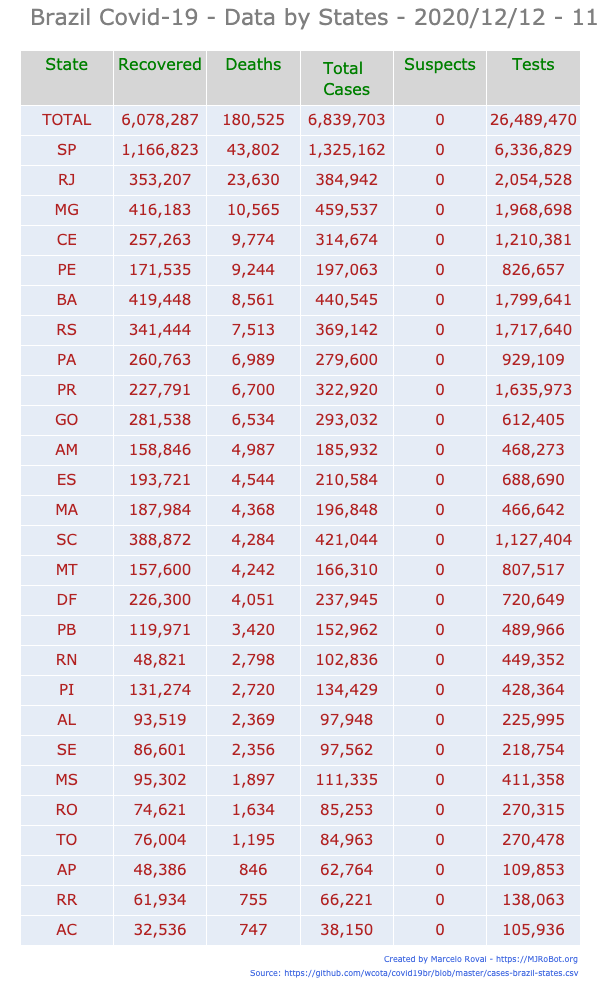 Brazil Covid-19 - Data by States - 2020/12/12 - 11
State Recovered Deaths Total Cases Suspects Tests
TOTAL 6,078,287 180,525 6,839,703 0 26,489,470
SP 1,166,823 43,802 1,325,162 0 6,336,829
RJ 353,207 23,630 384,942 0 2,054,528
MG 416,183 10,565 459,537 0 1,968,698
CE 257,263 9,774 314,674 0 1,210,381
PE 171,535 9,244 197,063 0 826,657
BA 419,448 8,561 440,545 0 1,799,641
RS 341,444 7,513 369,142 0 1,717,640
PA 260,763 6,989 279,600 0 929,109
PR 227,791 6,700 322,920 0 1,635,973
GO 281,538 6,534 293,032 0 612,405
AM 158,846 4,987 185,932 0 468,273
ES 193,721 4,544 210,584 0 688,690
MA 187,984 4,368 196,848 0 466,642
SC 388,872 4,284 421,044 0 1,127,404
MT 157,600 4,242 166,310 0 807,517
DF 226,300 4,051 237,945 0 720,649
PB 119,971 3,420 152,962 0 489,966
RN 48,821 2,798 102,836 0 449,352
PI 131,274 2,720 134,429 0 428,364
AL 93,519 2,369 97,948 0 225,995
SE 86,601 2,356 97,562 0 218,754
MS 95,302 1,897 111,335 0 411,358
RO 74,621 1,634 85,253 0 270,315
TO 76,004 1,195 84,963 0 270,478
AP 48,386 846 62,764 0 109,853
RR 61,934 755 66,221 0 138,063
AC 32,536 747 38,150 0 105,936
Created by Marcelo Rovai - https://MJRoBot.org
Source: https://github.com/wcota/covid19br/blob/master/cases-brazil-states.csv